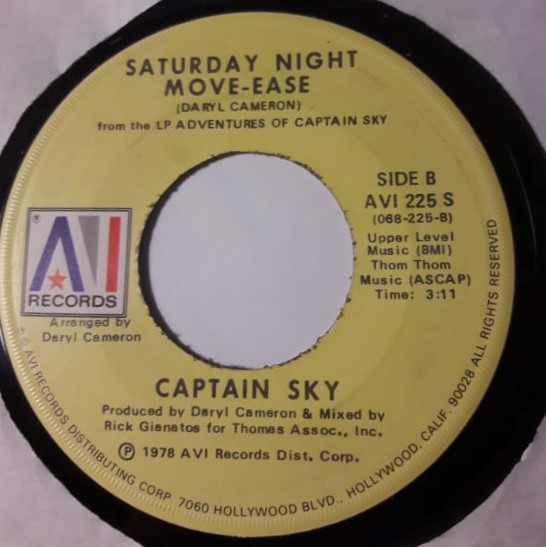 SATURDAY NIGHT
MOVE-EASE
(DARYL CAMERON)
from the LP ADVENTURES OF CAPTAIN SKY
SIDE B
AVI 225 S
(068-225-B)
Upper Level
Music (BMI)
Thom Thom
Music (ASCAP)
Time: 3:11
® AVI
RECORDS
Arranged by
Daryl Cameron
CAPTAIN SKY
Produced by Daryl Cameron & Mixed by
Rick Gianatos for Thomas Assoc., Inc.
℗ 1978 AVI Records Dist. Corp.
© AVI RECORDS DISTRIBUTING CORP. 7060 HOLLYWOOD BLVD., HOLLYWOOD, CALIF. 90028 ALL RIGHTS RESERVED